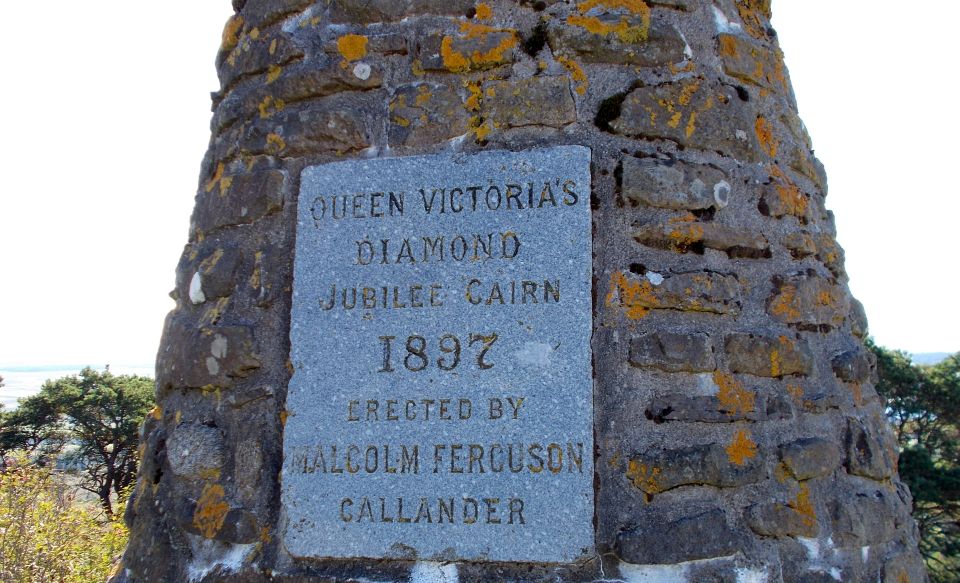 QUEEN VICTORIA'S
DIAMOND
JUBILEE CAIRN
1897
ERECTED BY
MALCOLM FERGUSON
CALLANDER